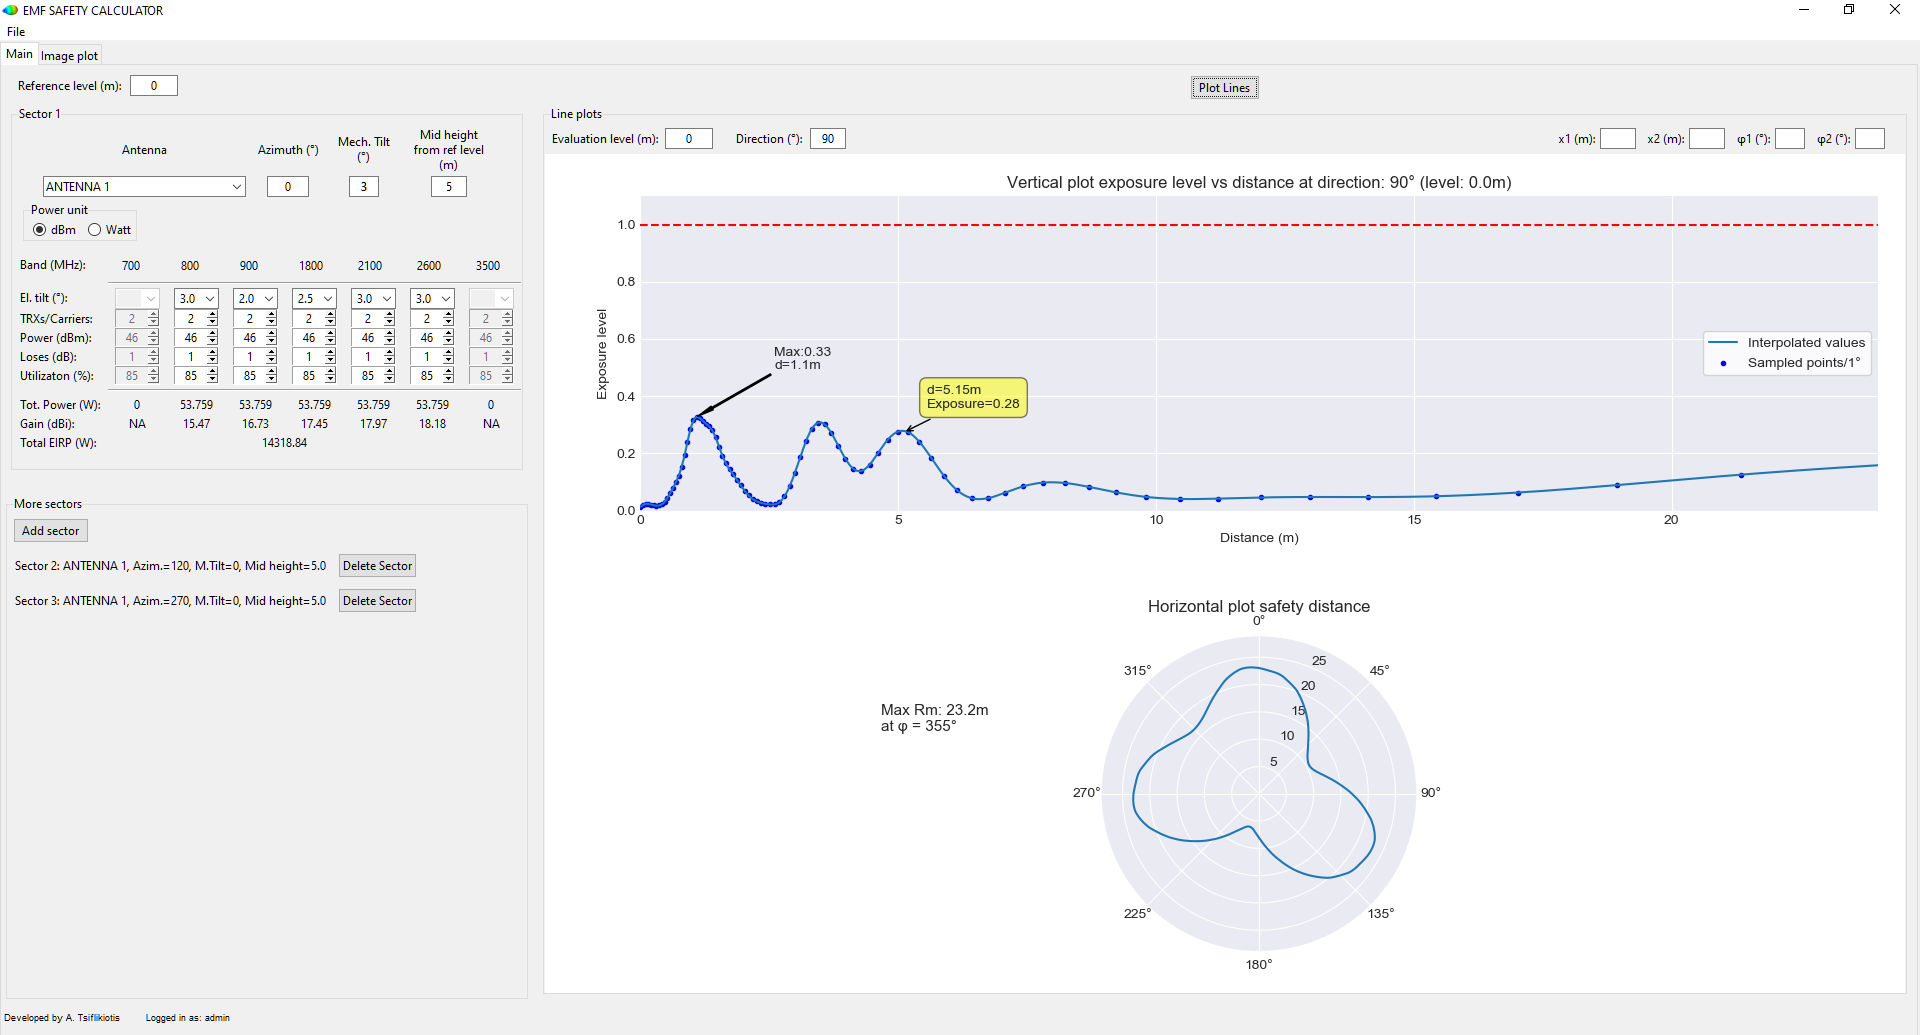 EMF SAFETY CALCULATOR
File
Main Image plot
Reference level (m): 0
Plot Lines
Sector 1
Antenna Azimuth (°) Mech. Tilt (°) Mid height from ref level (m)
ANTENNA 1 0 3 5
Power unit
dBm Watt
Band (MHz): 700 800 900 1800 2100 2600 3500
El. tilt (°): 3.0 2.0 2.5 3.0 3.0
TRXs/Carriers: 2 2 2 2 2 2 2
Power (dBm): 46 46 46 46 46 46 46
Loses (dB): 1 1 1 1 1 1 1
Utilizaton (%): 85 85 85 85 85 85 85
Tot. Power (W): 0 53.759 53.759 53.759 53.759 53.759 0
Gain (dBi): NA 15.47 16.73 17.45 17.97 18.18 NA
Total EIRP (W): 14318.84
More sectors
Add sector
Sector 2: ANTENNA 1, Azim.=120, M.Tilt=0, Mid height=5.0 Delete Sector
Sector 3: ANTENNA 1, Azim.=270, M.Tilt=0, Mid height=5.0 Delete Sector
Line plots
Evaluation level (m): 0 Direction (°): 90 x1 (m): x2 (m): φ1 (°): φ2 (°):
Vertical plot exposure level vs distance at direction: 90° (level: 0.0m)
Exposure level
1.0
0.8
0.6
0.4
0.2
0.0
Max:0.33
d=1.1m
d=5.15m
Exposure=0.28
Interpolated values
Sampled points/1°
0 5 10 15 20
Distance (m)
Horizontal plot safety distance
0°
45°
90°
135°
180°
225°
270°
315°
25
20
15
10
5
Max Rm: 23.2m
at φ = 355°
Developed by A. Tsiflikiotis Logged in as: admin